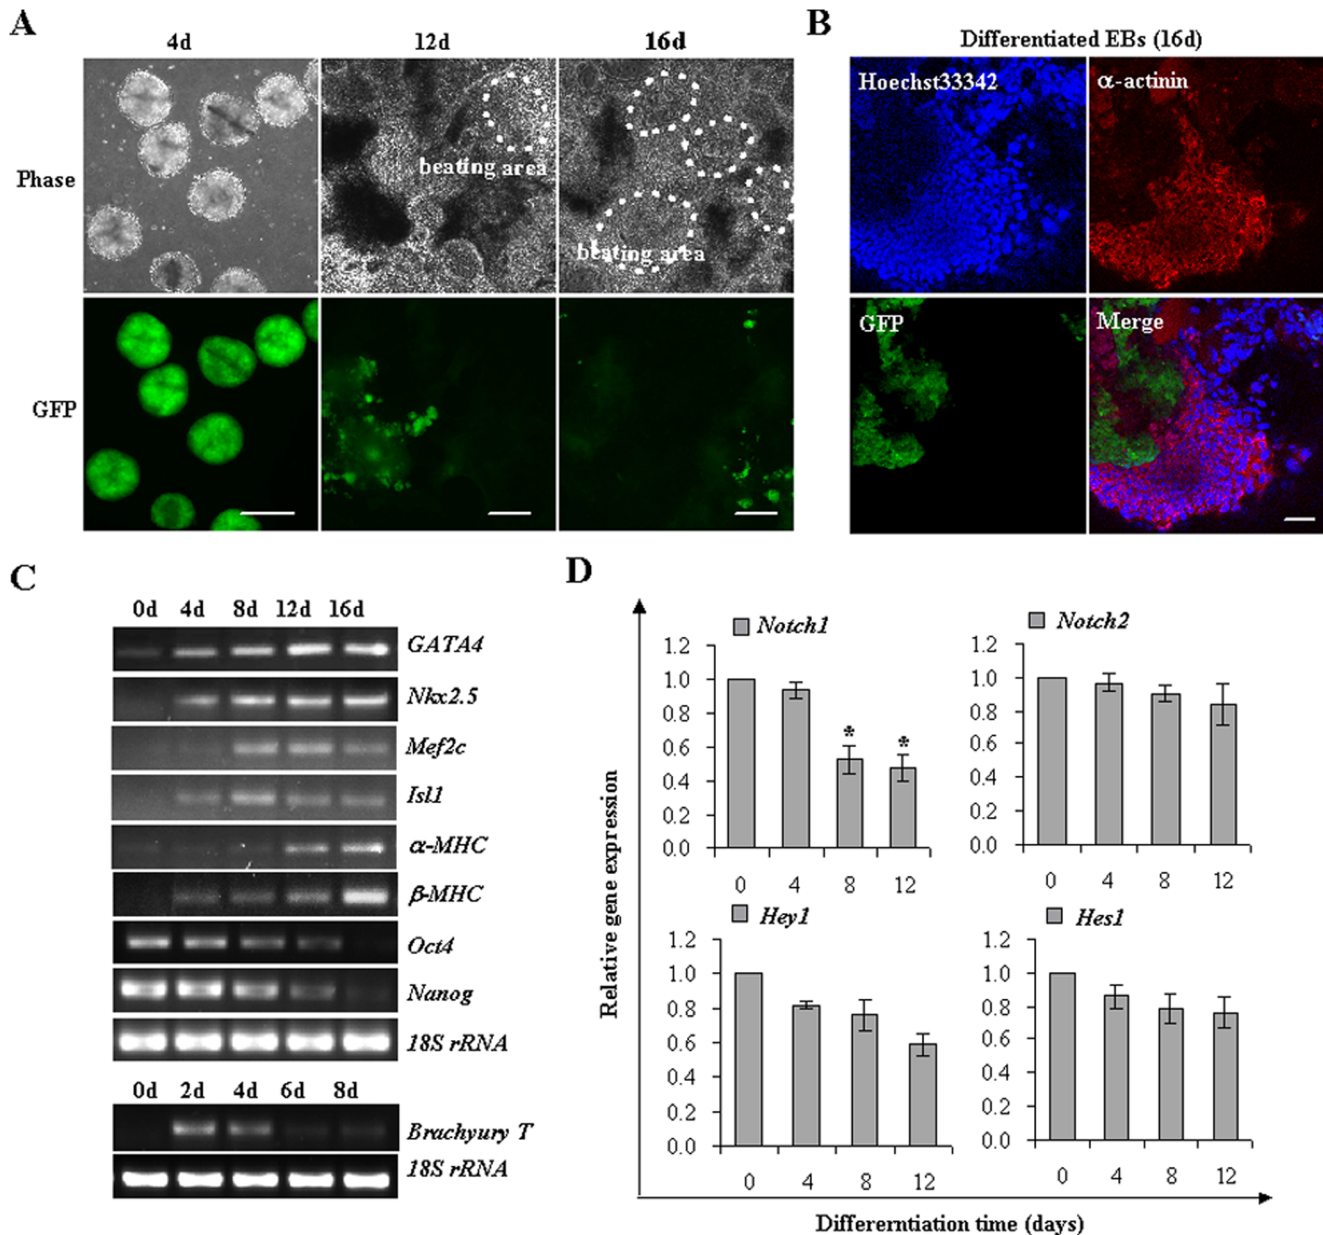 A
4d
12d
16d
Phase
beating area
beating area
GFP
B
Differentiated EBs (16d)
Hoechst33342
α-actinin
GFP
Merge
C
0d 4d 8d 12d 16d
GATA4
Nkx2.5
Mef2c
Isl1
α-MHC
β-MHC
Oct4
Nanog
18S rRNA
0d 2d 4d 6d 8d
Brachyury T
18S rRNA
D
Relative gene expression
Notch1
1.2
1.0
0.8
0.6
0.4
0.2
0.0
* *
0 4 8 12
Notch2
1.2
1.0
0.8
0.6
0.4
0.2
0.0
0 4 8 12
Hey1
1.2
1.0
0.8
0.6
0.4
0.2
0.0
0 4 8 12
Hes1
1.2
1.0
0.8
0.6
0.4
0.2
0.0
0 4 8 12
Differerntiation time (days)